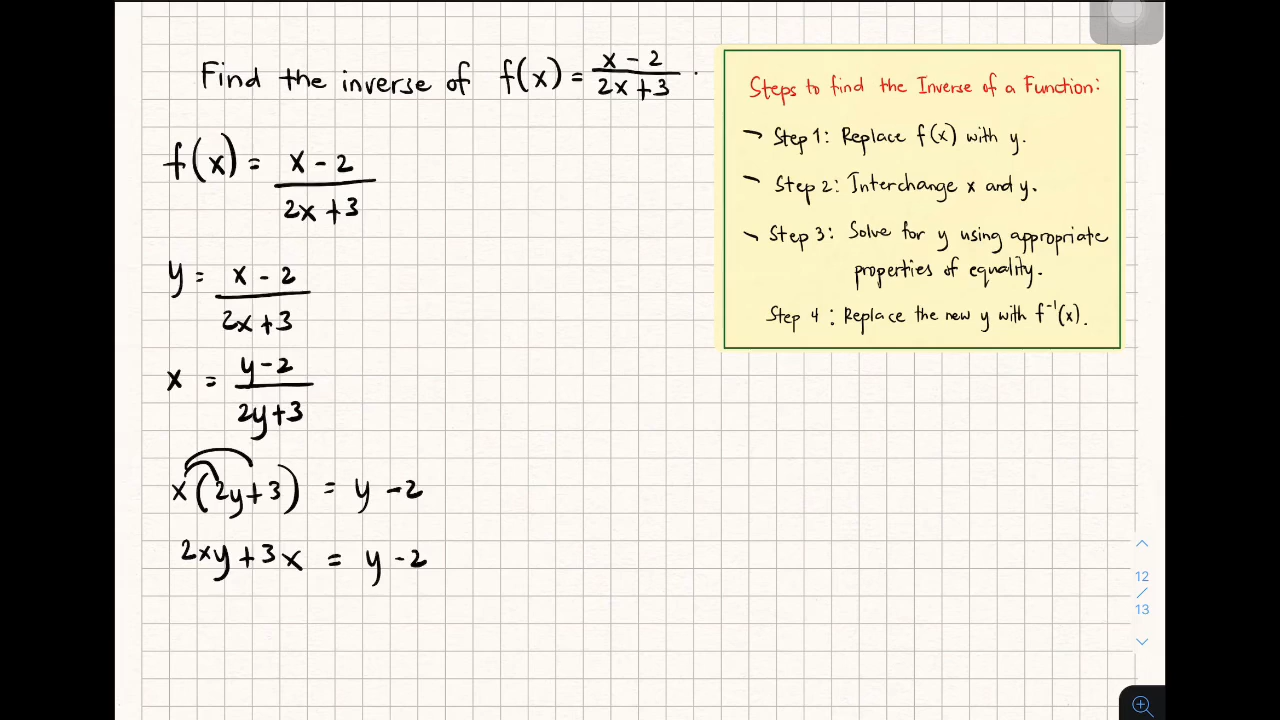 Find the inverse of f(x) = (x - 2)/(2x + 3).
f(x) = (x - 2)/(2x + 3)
y = (x - 2)/(2x + 3)
x = (y - 2)/(2y + 3)
x(2y + 3) = y - 2
2xy + 3x = y - 2
Steps to find the Inverse of a Function:
Step 1: Replace f(x) with y.
Step 2: Interchange x and y.
Step 3: Solve for y using appropriate
properties of equality.
Step 4: Replace the new y with f⁻¹(x).
12
/
13